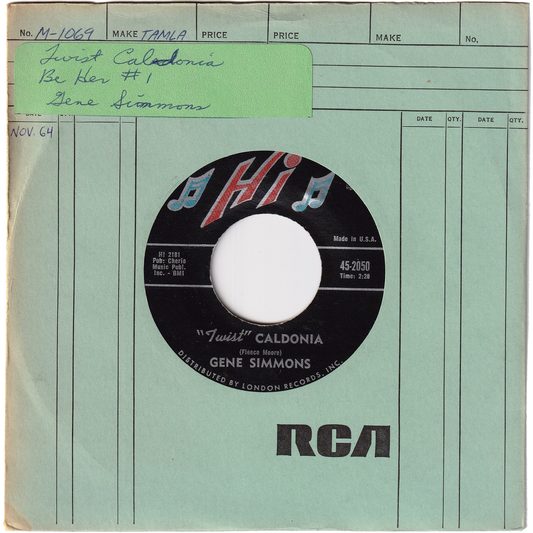 No. M-1069 MAKE TAMLA PRICE PRICE MAKE No.
Twist Caledonia
Be Her #1
Gene Simmons
DATE QTY. DATE QTY.
NOV. 64
Hi
Made in U.S.A.
HI 2181
Pub: Cherio
Music Publ.
Inc. - BMI
45-2050
Time: 2:20
"Twist" CALDONIA
(Fleece Moore)
GENE SIMMONS
DISTRIBUTED BY LONDON RECORDS, INC.
RCA